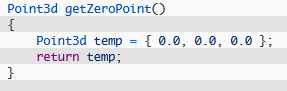 Point3d getZeroPoint()
{
    Point3d temp = { 0.0, 0.0, 0.0 };
    return temp;
}